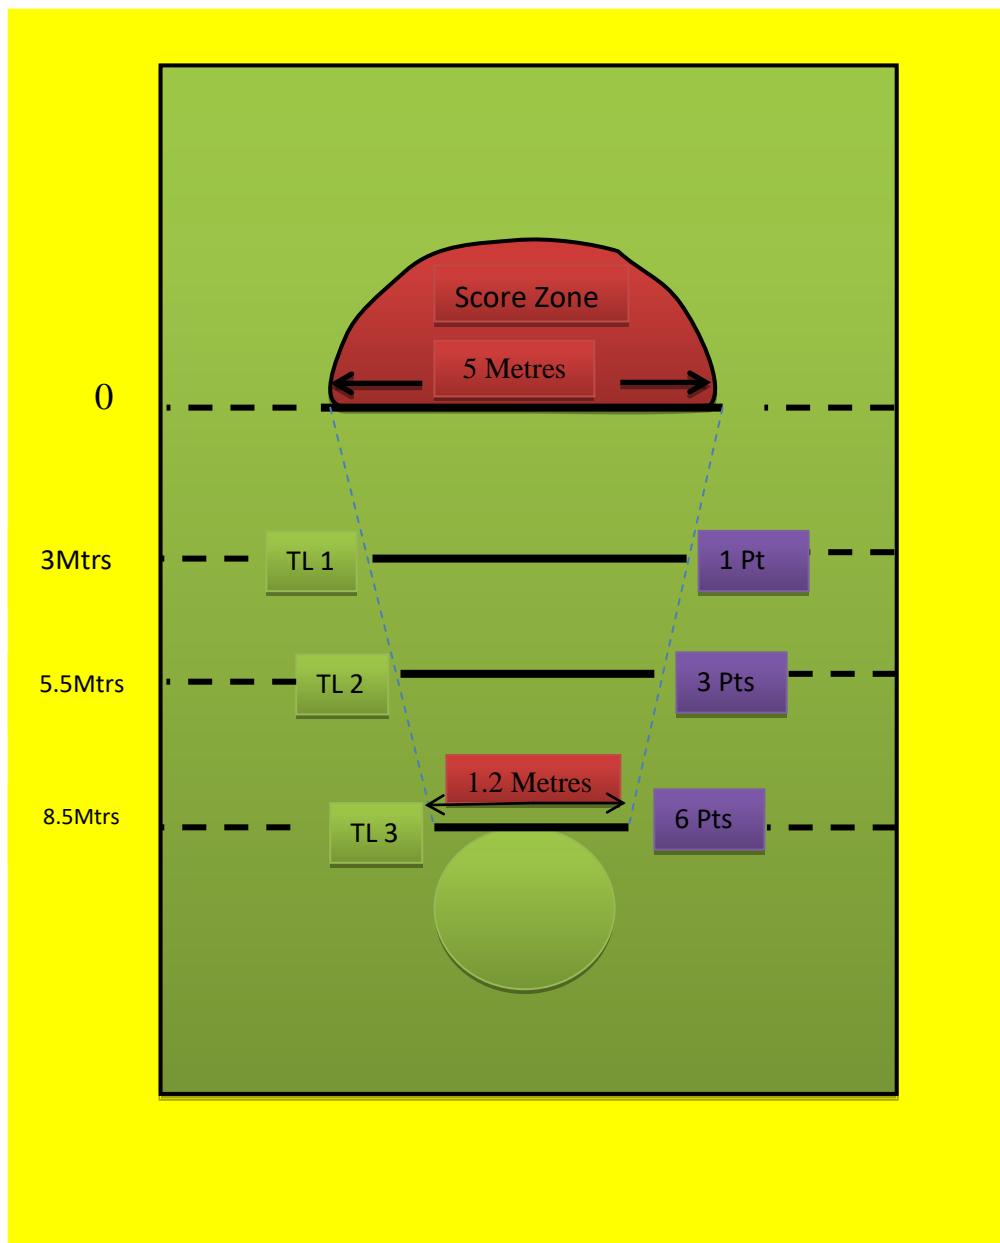 Score Zone
5 Metres
0
3Mtrs
TL 1
1 Pt
5.5Mtrs
TL 2
3 Pts
1.2 Metres
8.5Mtrs
TL 3
6 Pts